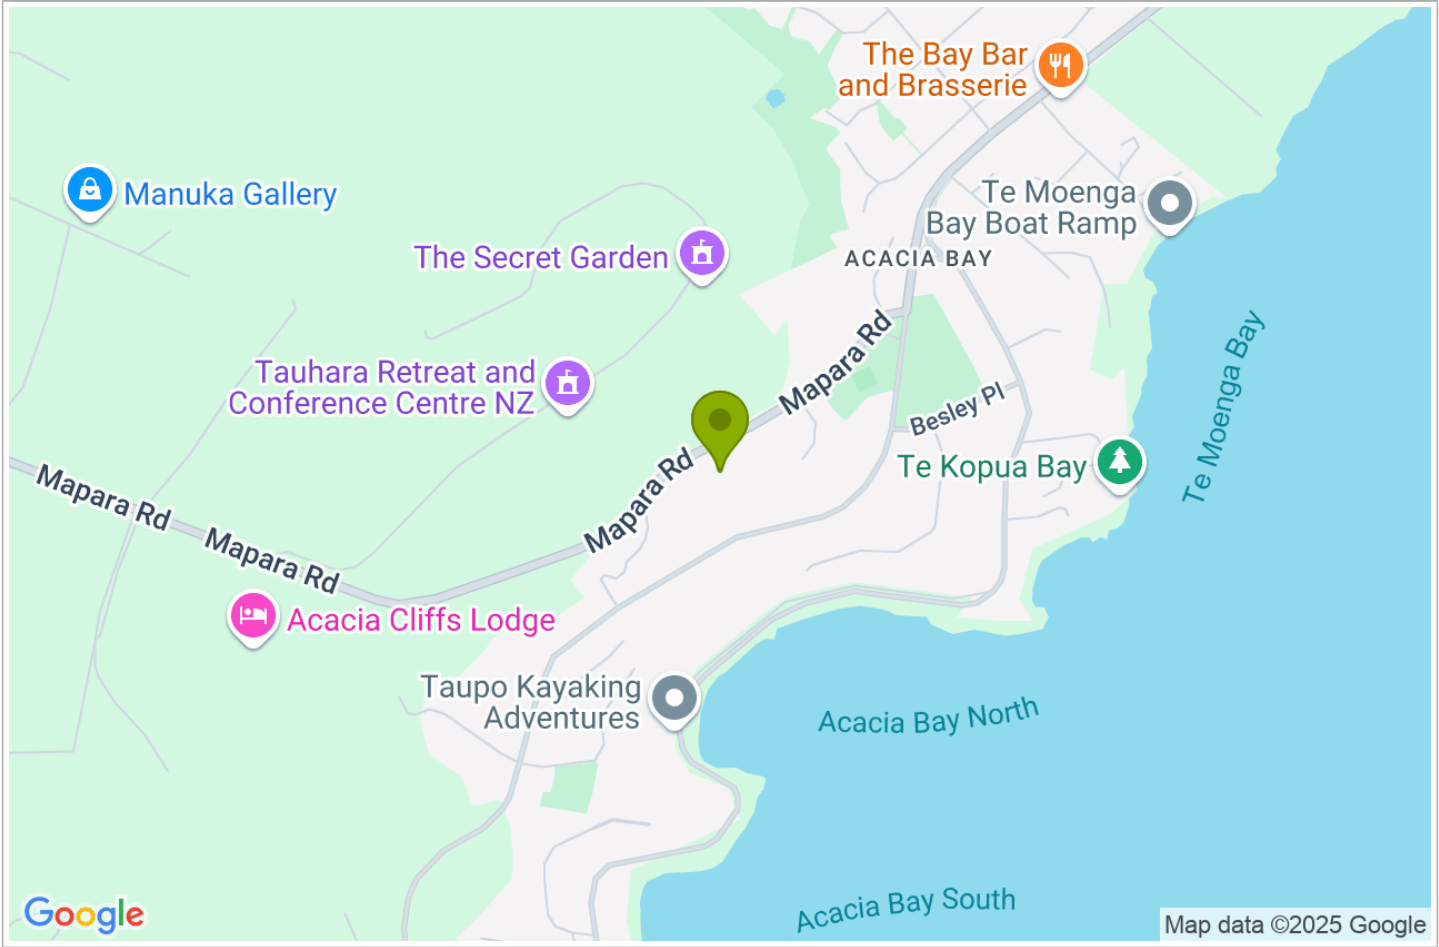 The Bay Bar
and Brasserie
Manuka Gallery
Te Moenga
Bay Boat Ramp
The Secret Garden
ACACIA BAY
Mapara Rd
Te Moenga Bay
Tauhara Retreat and
Conference Centre NZ
Besley Pl
Mapara Rd
Te Kopua Bay
Mapara Rd
Mapara Rd
Acacia Cliffs Lodge
Taupo Kayaking
Adventures
Acacia Bay North
Acacia Bay South
Google
Map data ©2025 Google